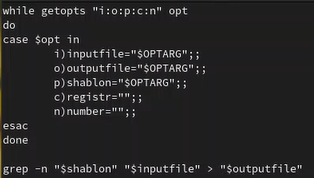 while getopts "i:o:p:c:n" opt
do
case $opt in
i)inputfile="$OPTARG";;
o)outputfile="$OPTARG";;
p)shablon="$OPTARG";;
c)registr="";;
n)number="";;
esac
done
grep -n "$shablon" "$inputfile" > "$outputfile"